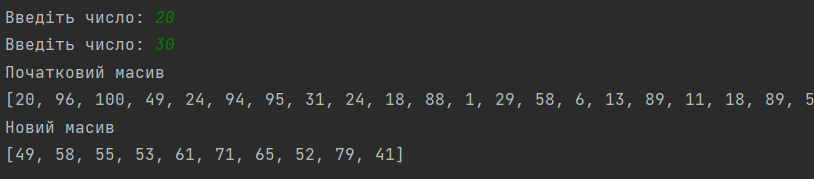 Введіть число: 20
Введіть число: 30
Початковий масив
[20, 96, 100, 49, 24, 94, 95, 31, 24, 18, 88, 1, 29, 58, 6, 13, 89, 11, 18, 89, 5
Новий масив
[49, 58, 55, 53, 61, 71, 65, 52, 79, 41]